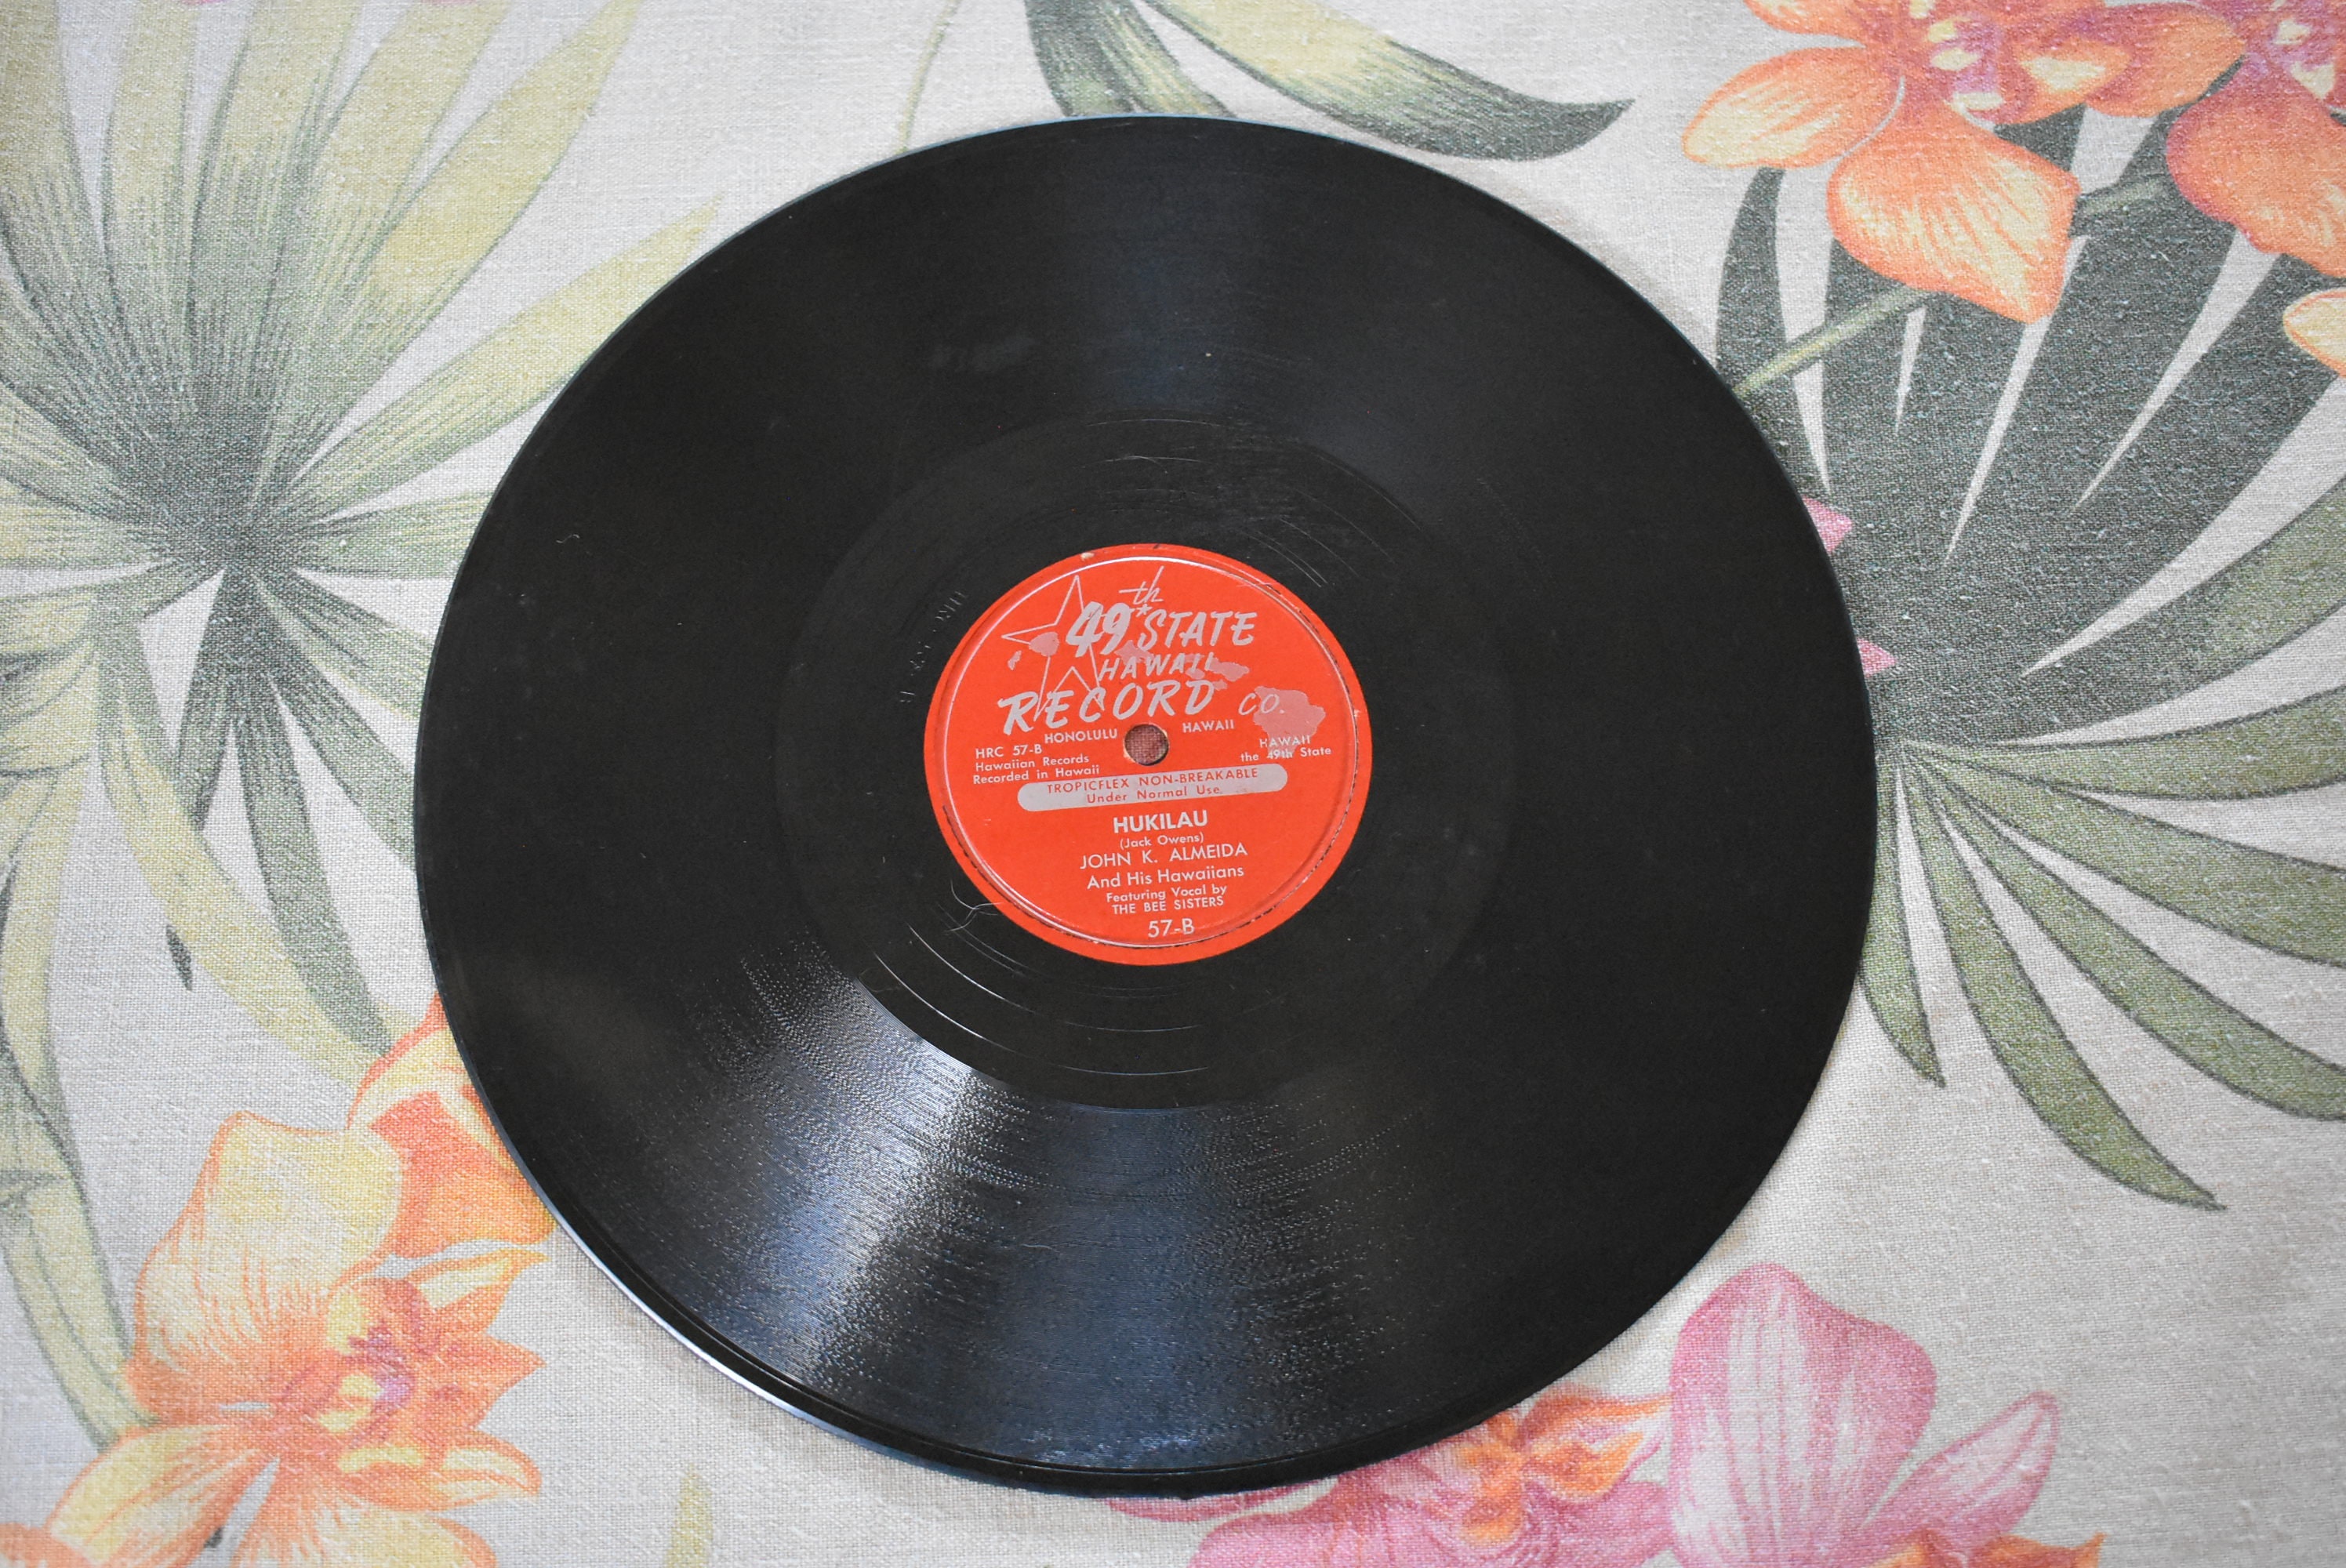 49th STATE
HAWAII
RECORD CO.
HONOLULU HAWAII
HRC 57-B
Hawaiian Records
Recorded in Hawaii
HAWAII
the 49th State
TROPICFLEX NON-BREAKABLE
Under Normal Use
HUKILAU
(Jack Owens)
JOHN K. ALMEIDA
And His Hawaiians
Featuring Vocal by
THE BEE SISTERS
57-B